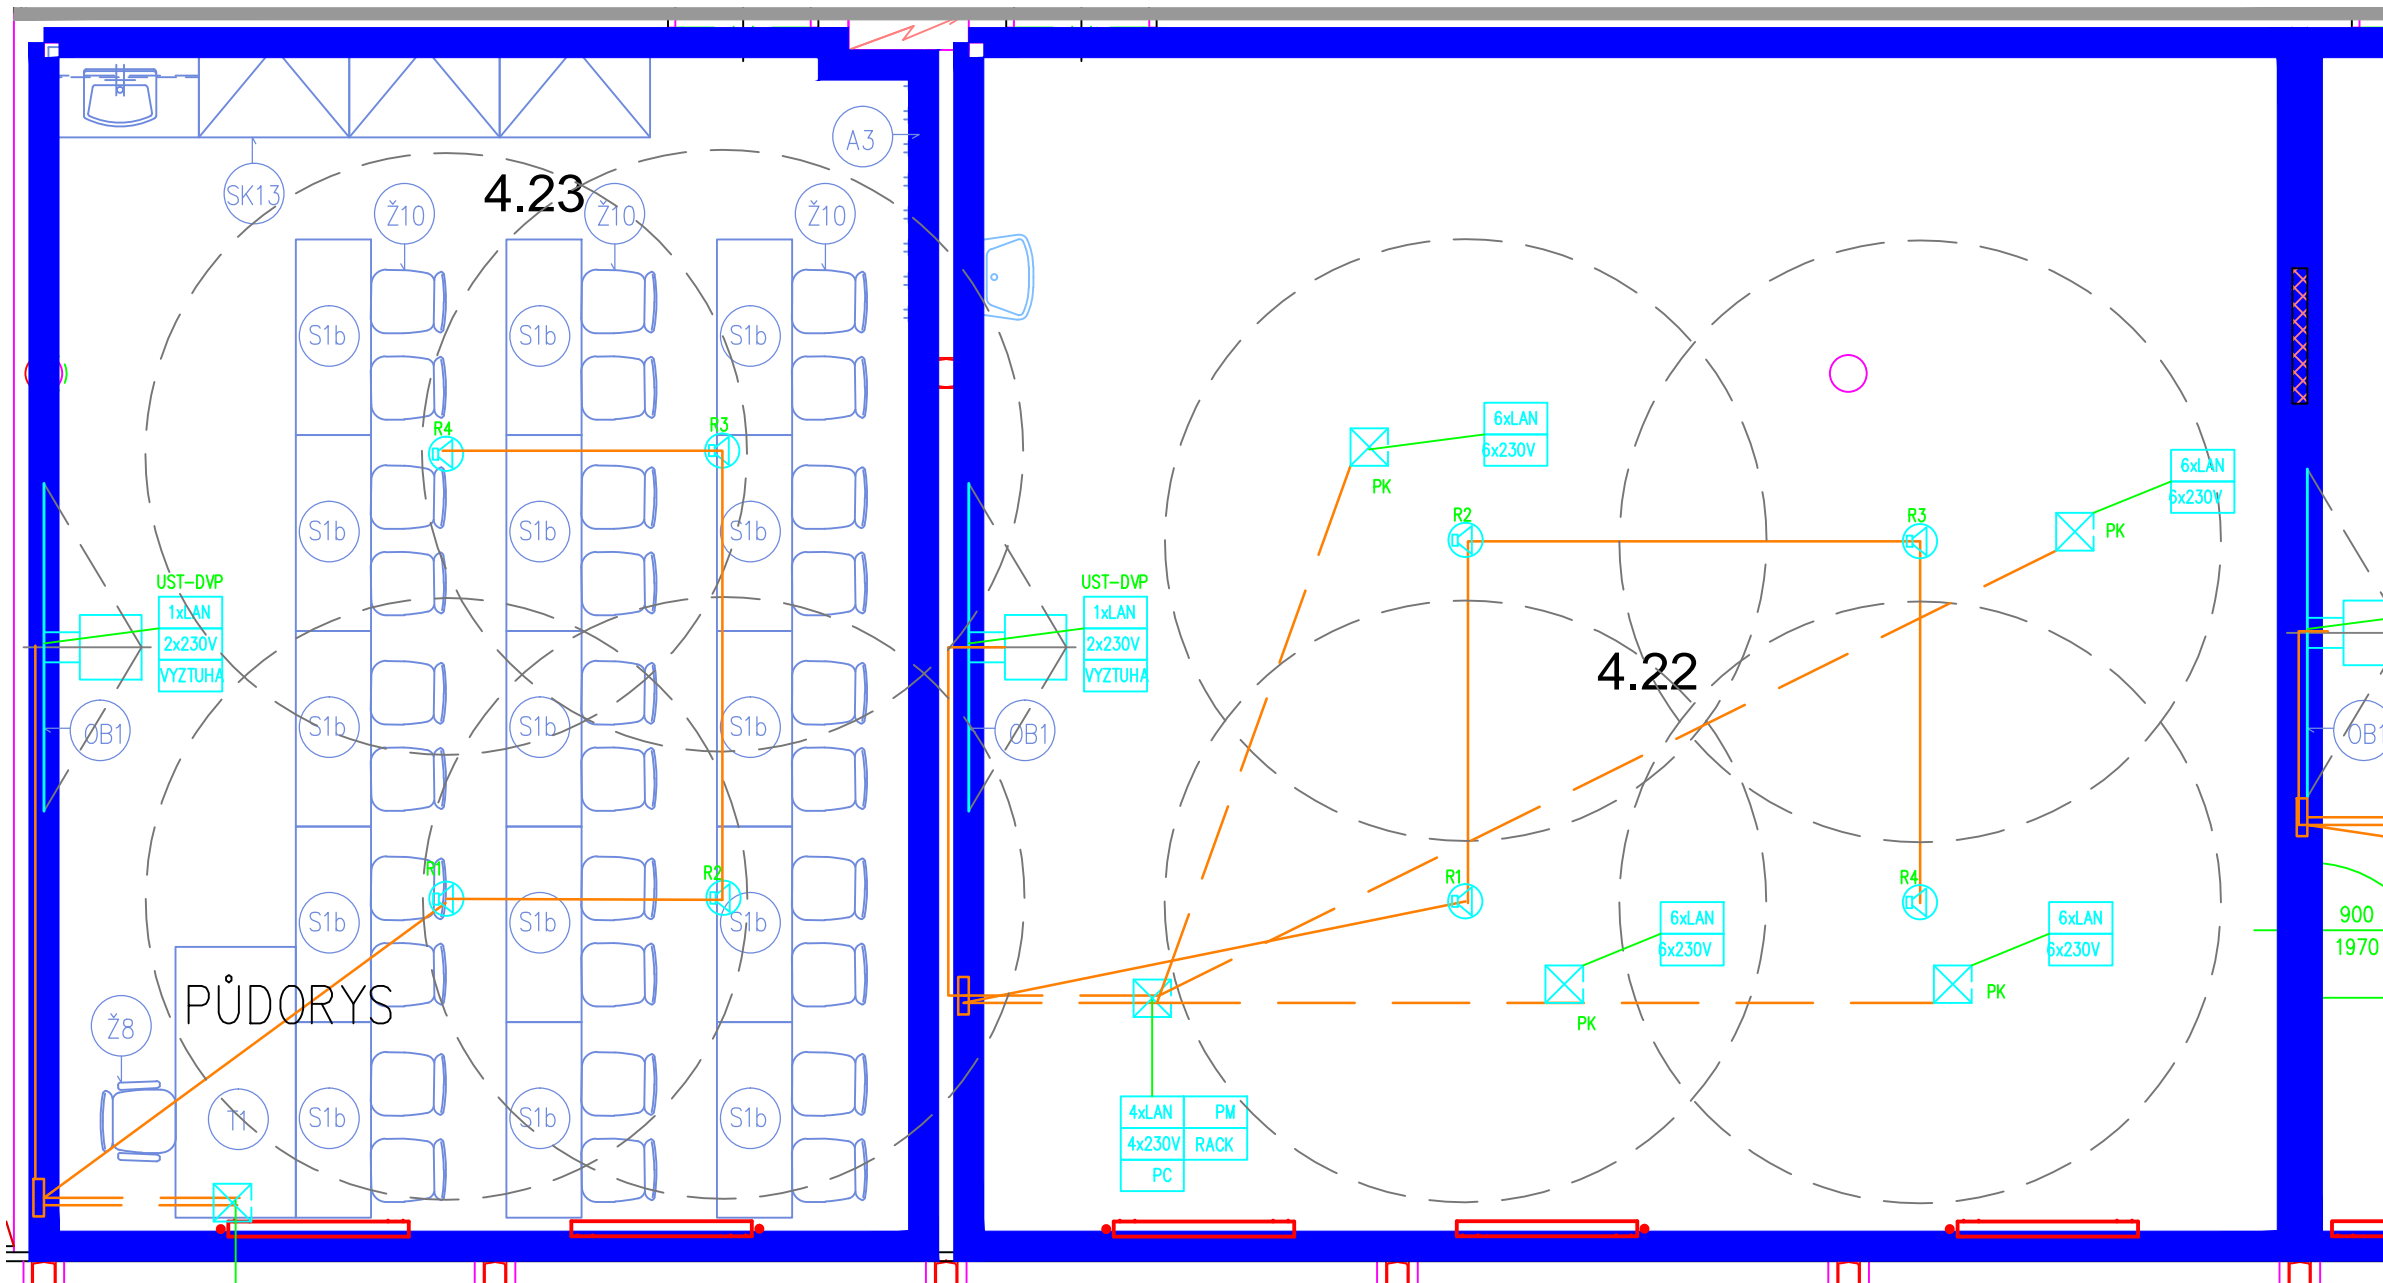 A3
SK13
4.23
Ž10
Ž10
Ž10
S1b
S1b
S1b
R4
R3
6xLAN
6x230V
PK
6xLAN
6x230V
PK
S1b
S1b
S1b
R2
R3
UST-DVP
1xLAN
2x230V
VYZTUHA
UST-DVP
1xLAN
2x230V
VYZTUHA
4.22
OB1
S1b
S1b
S1b
OB1
OB1
R1
R2
R1
R4
S1b
S1b
S1b
6xLAN
6x230V
PK
6xLAN
6x230V
PK
900
1970
PŮDORYS
Ž8
T1
S1b
S1b
S1b
4xLAN PM
4x230V RACK
PC